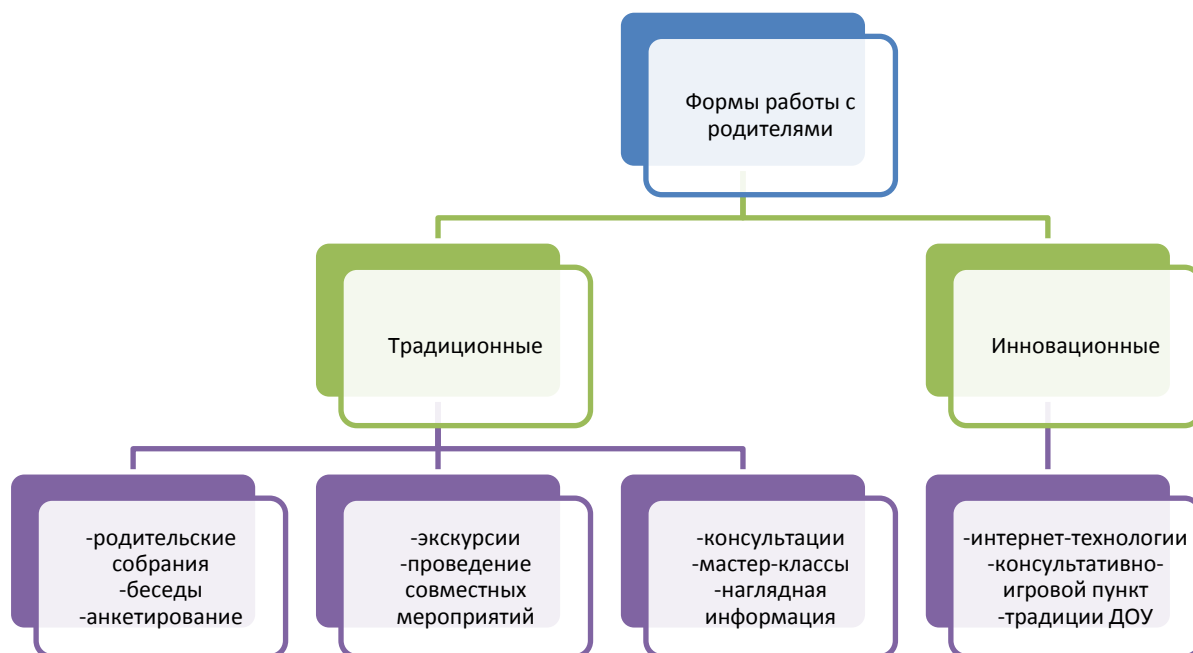 Формы работы с
родителями
Традиционные
Инновационные
-родительские
собрания
-беседы
-анкетирование
-экскурсии
-проведение
совместных
мероприятий
-консультации
-мастер-классы
-наглядная
информация
-интернет-технологии
-консультативно-
игровой пункт
-традиции ДОУ